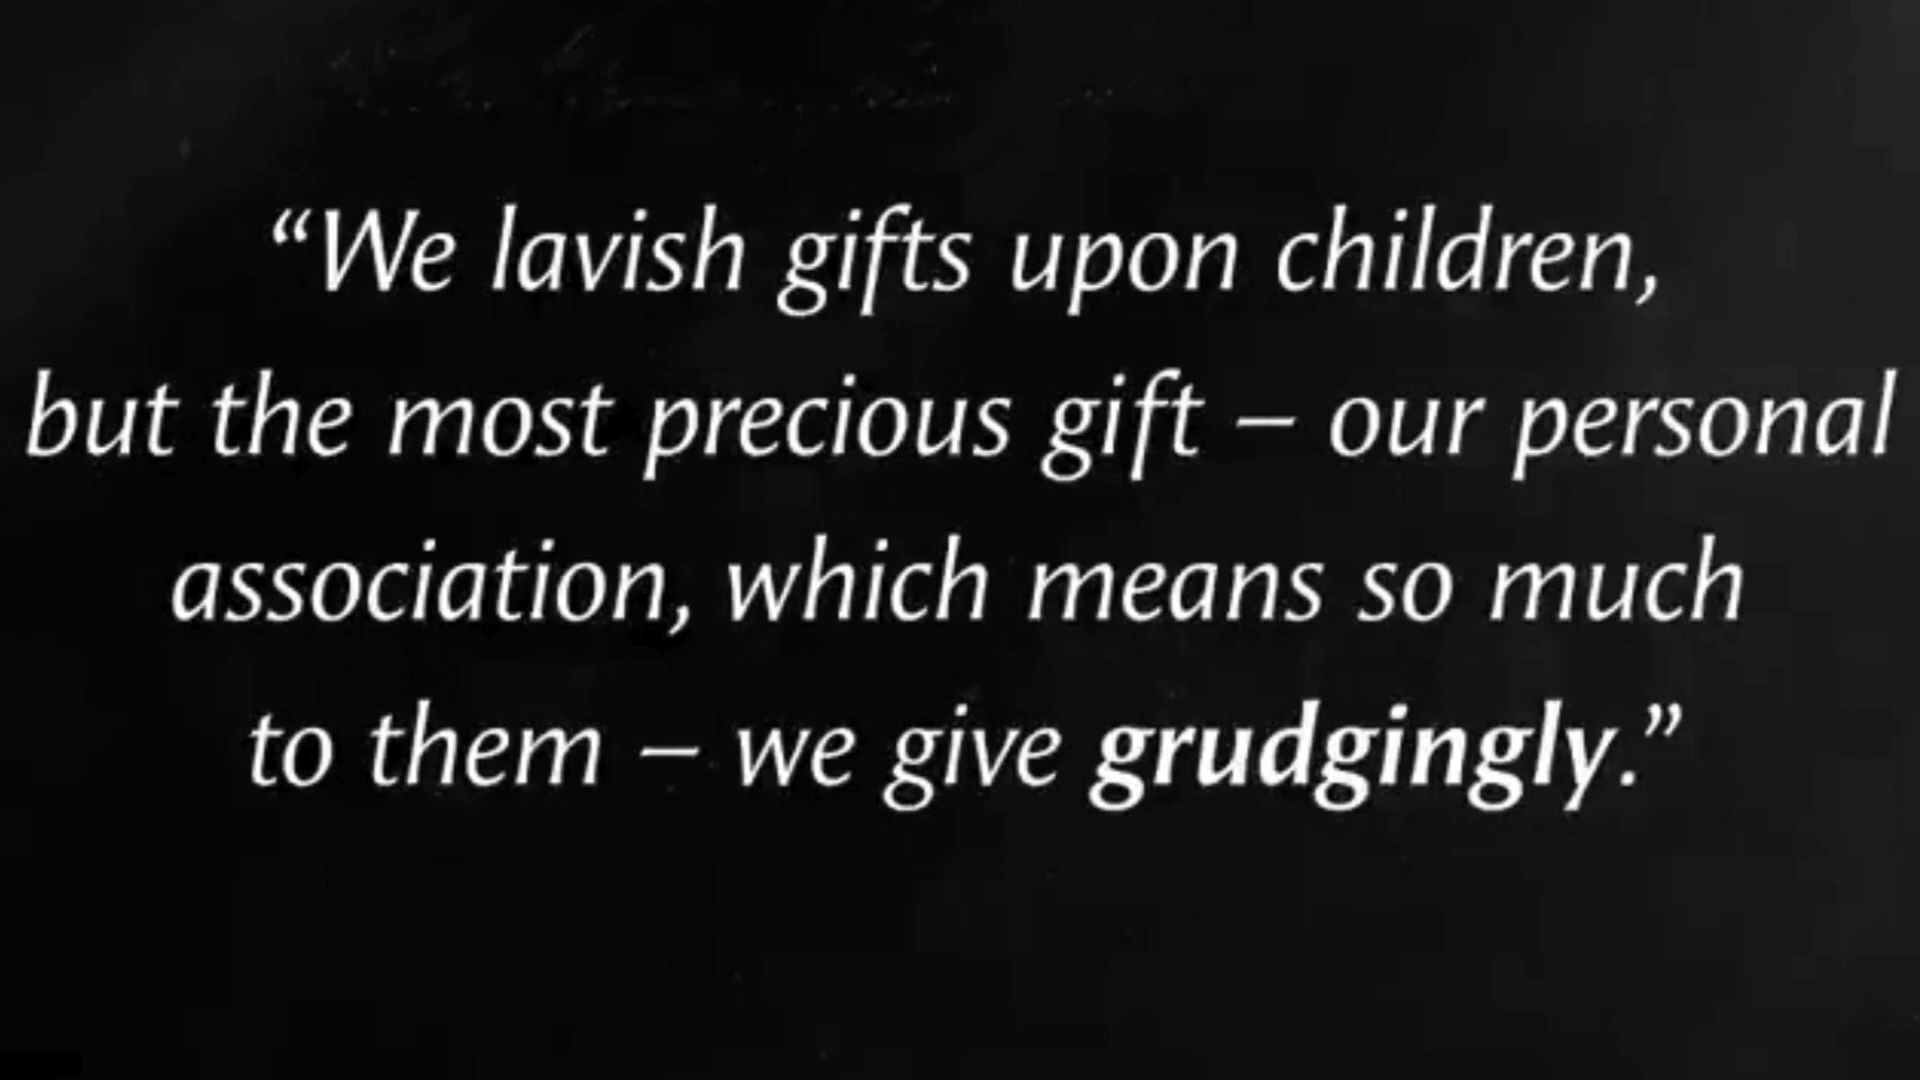 “We lavish gifts upon children,
but the most precious gift – our personal
association, which means so much
to them – we give grudgingly.”